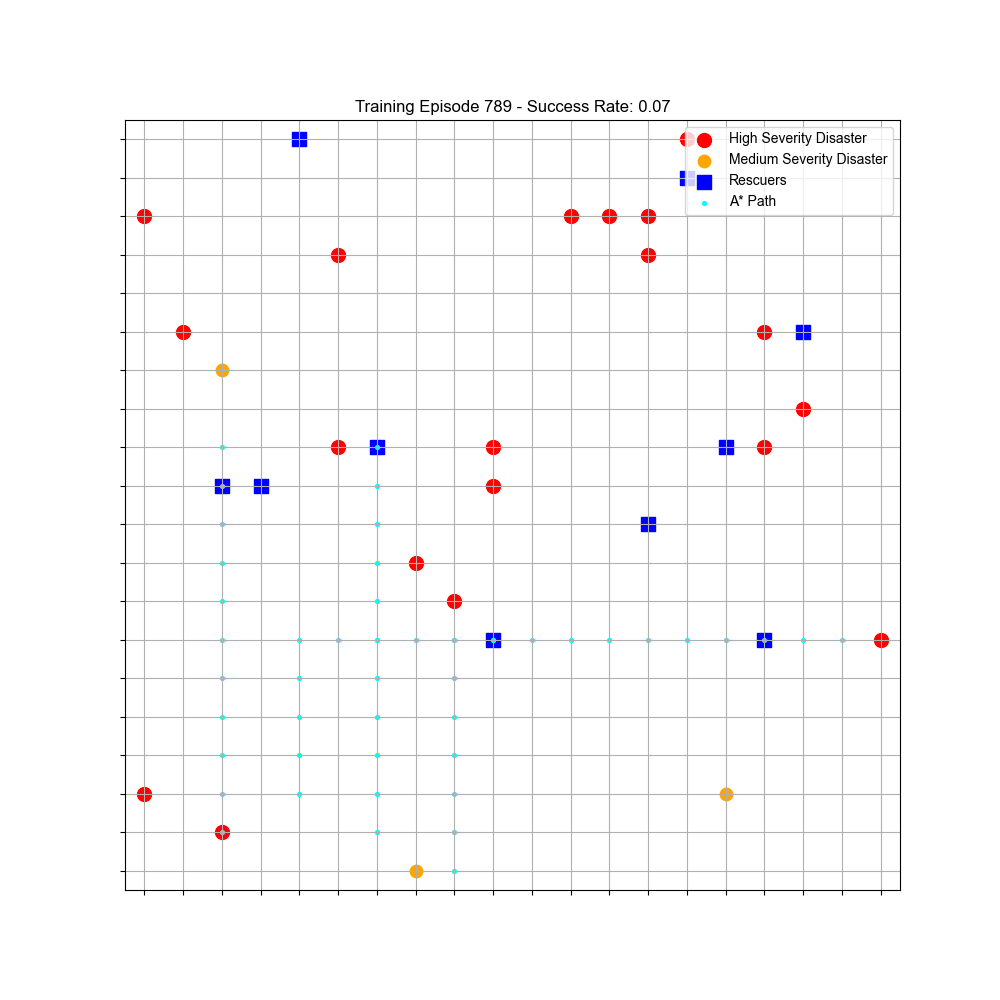 Training Episode 789 - Success Rate: 0.07
High Severity Disaster
Medium Severity Disaster
Rescuers
A* Path